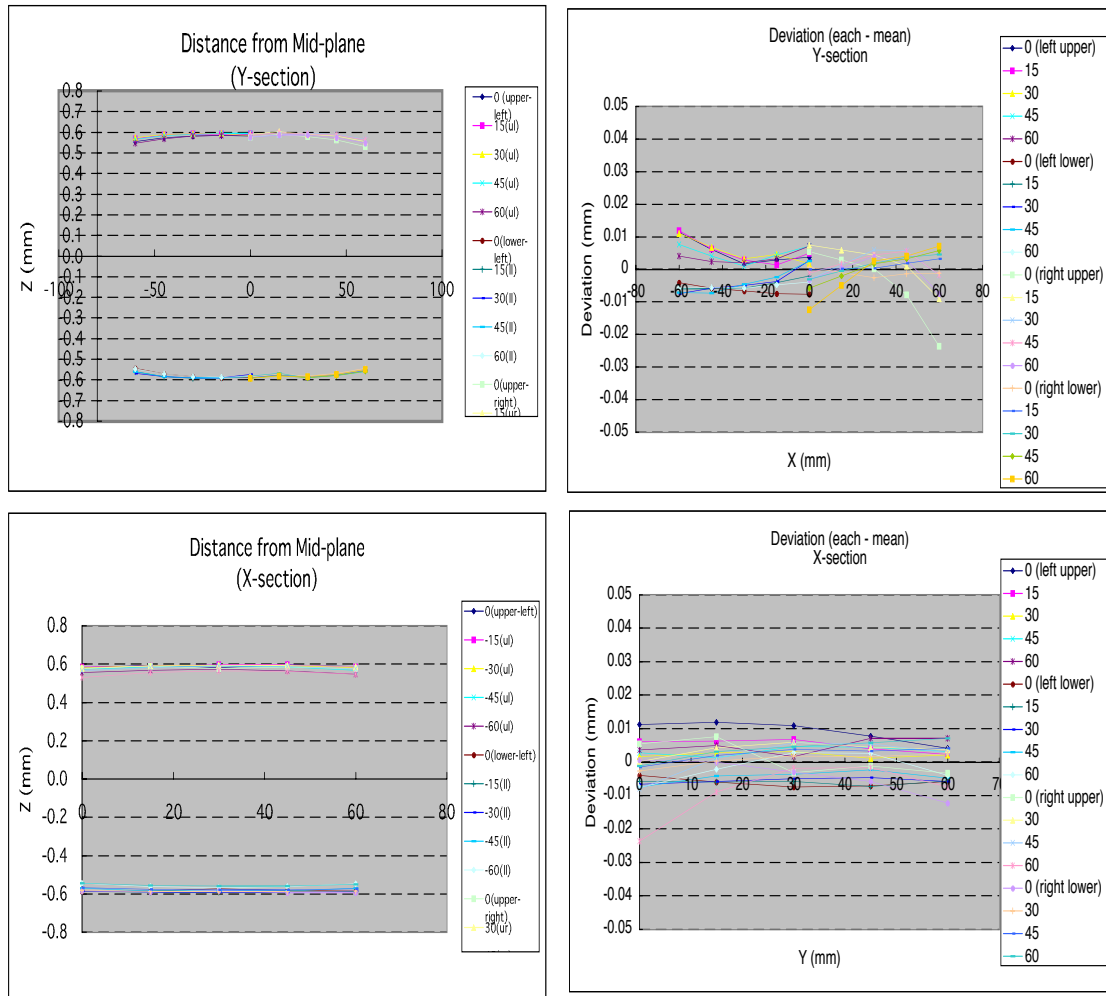 Distance from Mid-plane
(Y-section)
0.8
0.7
0.6
0.5
0.4
0.3
0.2
0.1
0.0
-0.1
-0.2
-0.3
-0.4
-0.5
-0.6
-0.7
-0.8
-100
-50
0
50
100
Z (mm)
0 (upper-
left)
15(ul)
30(ul)
45(ul)
60(ul)
0(lower-
left)
15(ll)
30(ll)
45(ll)
60(ll)
0(upper-
right)
15(ur)
Deviation (each - mean)
Y-section
0.05
0.04
0.03
0.02
0.01
0
-0.01
-0.02
-0.03
-0.04
-0.05
-80
-60
-40
-20
0
20
40
60
80
Deviation (mm)
X (mm)
0 (left upper)
15
30
45
60
0 (left lower)
15
30
45
60
0 (right upper)
15
30
45
60
0 (right lower)
15
30
45
60
Distance from Mid-plane
(X-section)
0.8
0.6
0.4
0.2
0.0
-0.2
-0.4
-0.6
-0.8
0
20
40
60
80
Z (mm)
0(upper-left)
-15(ul)
-30(ul)
-45(ul)
-60(ul)
0(lower-left)
-15(ll)
-30(ll)
-45(ll)
-60(ll)
0(upper-
right)
30(ur)
Deviation (each - mean)
X-section
0.05
0.04
0.03
0.02
0.01
0
-0.01
-0.02
-0.03
-0.04
-0.05
0
10
20
30
40
50
60
70
Deviation (mm)
Y (mm)
0 (left upper)
15
30
45
60
0 (left lower)
15
30
45
60
0 (right upper)
30
45
60
0 (right lower)
30
45
60